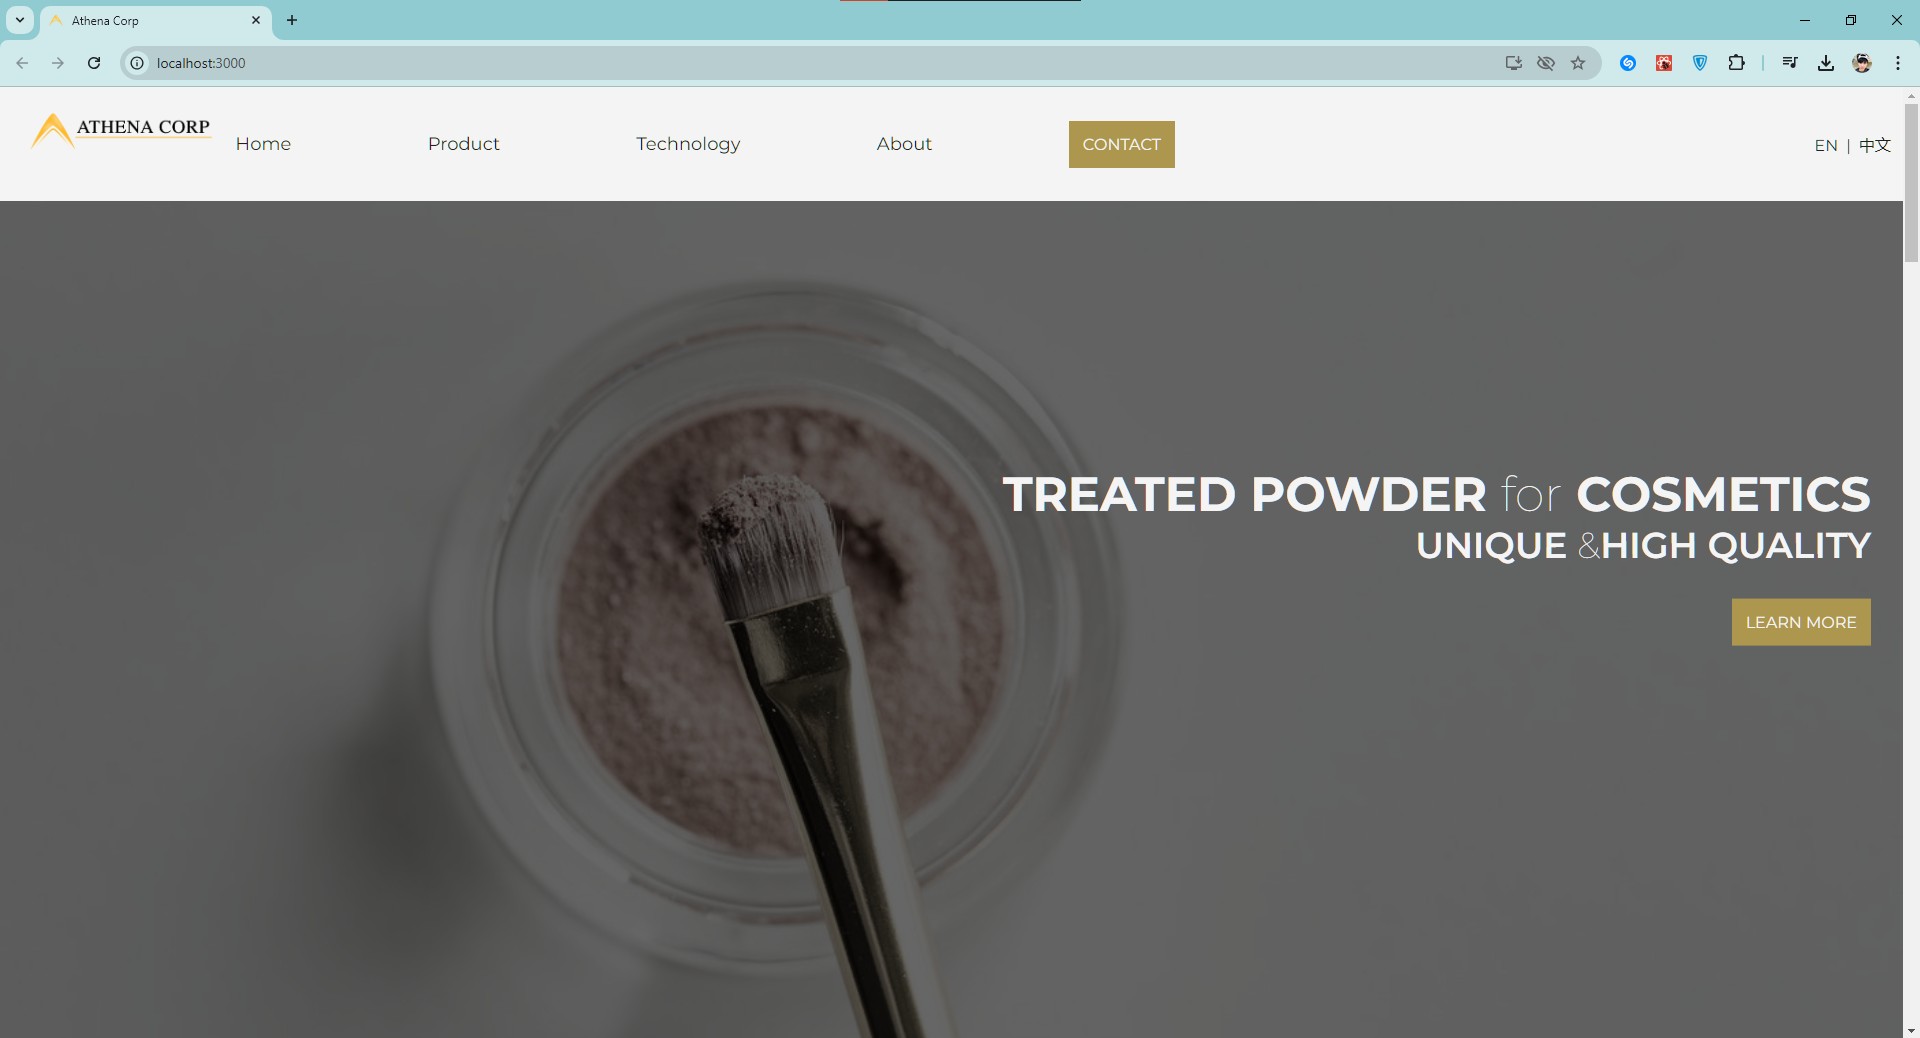 Athena Corp
localhost:3000
ATHENA CORP
Home
Product
Technology
About
CONTACT
EN | 中文
TREATED POWDER for COSMETICS
UNIQUE &HIGH QUALITY
LEARN MORE